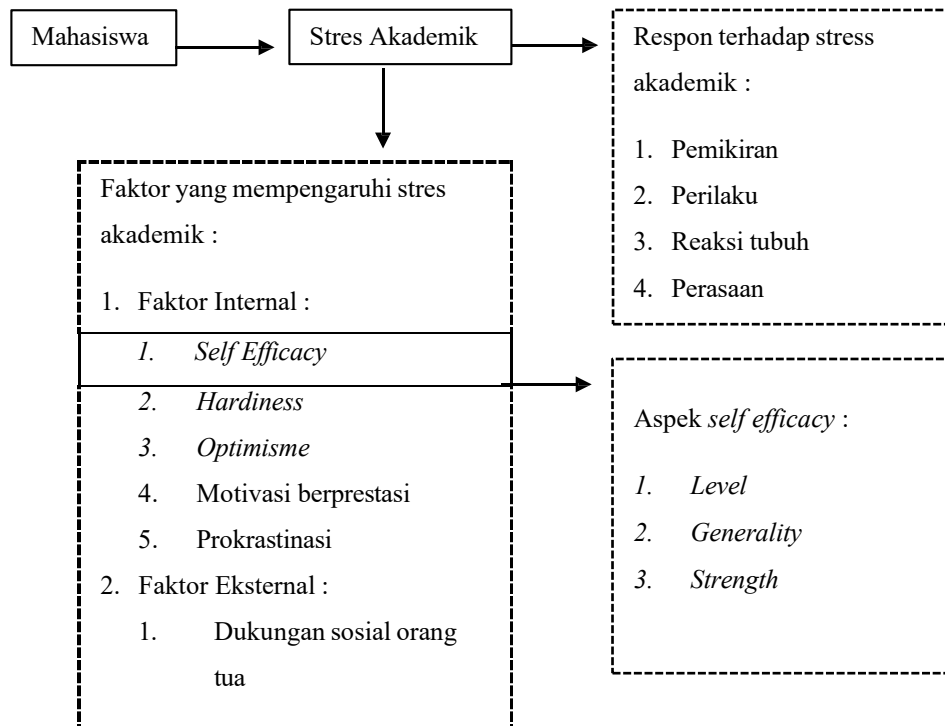 Mahasiswa
Stres Akademik
Respon terhadap stress
akademik :
1. Pemikiran
2. Perilaku
3. Reaksi tubuh
4. Perasaan
Faktor yang mempengaruhi stres
akademik :
1. Faktor Internal :
1. Self Efficacy
2. Hardiness
3. Optimisme
4. Motivasi berprestasi
5. Prokrastinasi
2. Faktor Eksternal :
1. Dukungan sosial orang
tua
Aspek self efficacy :
1. Level
2. Generality
3. Strength